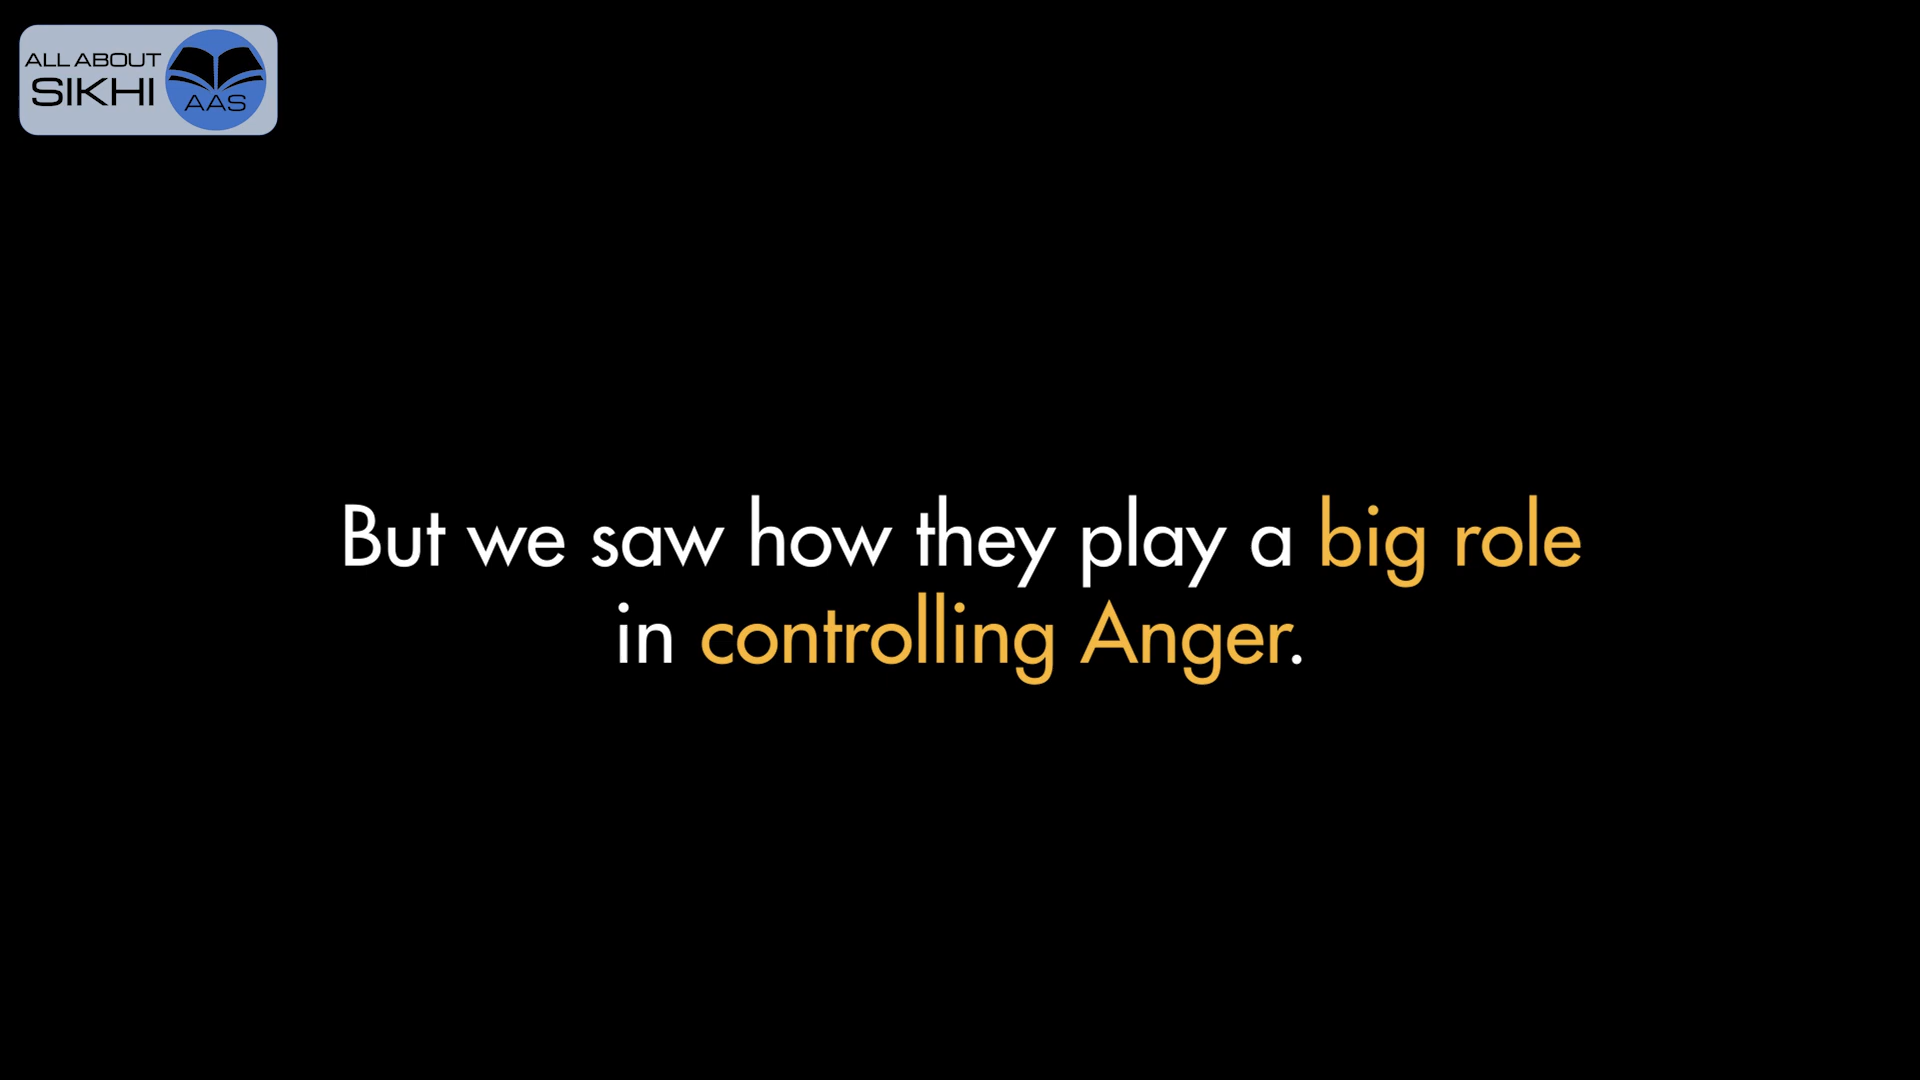 ALL ABOUT
SIKHI
AAS
But we saw how they play a big role
in controlling Anger.